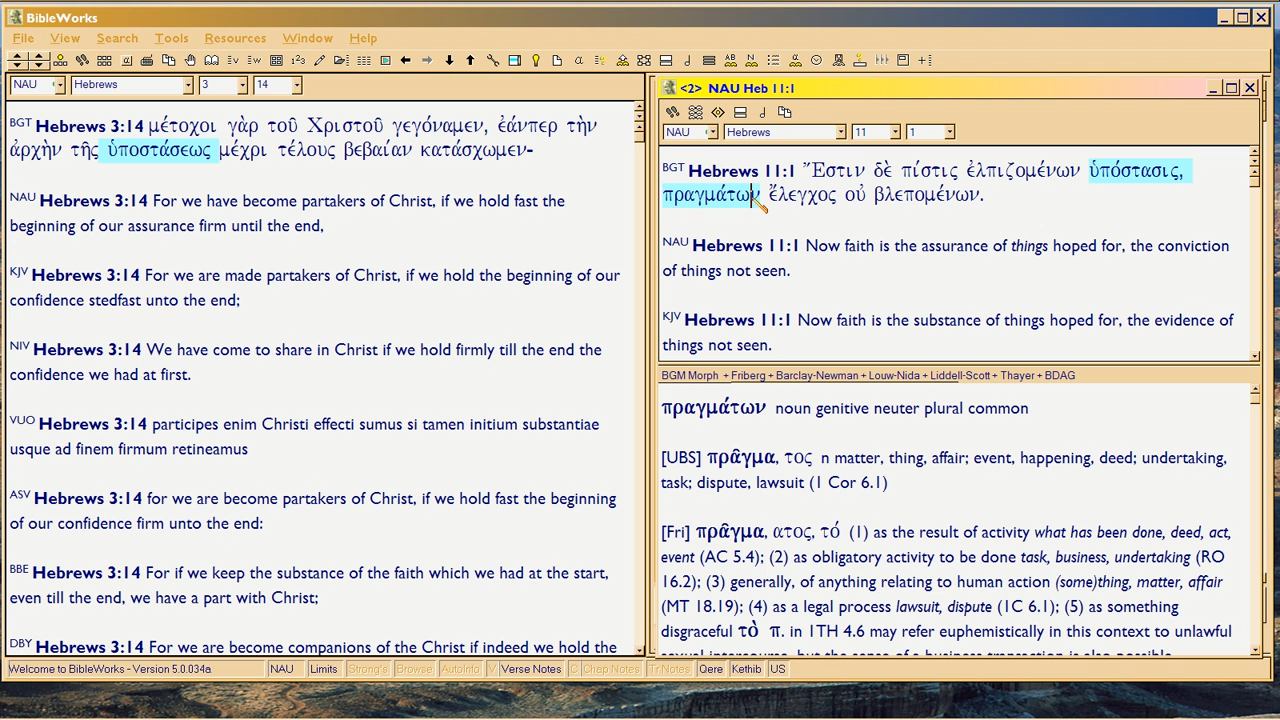 BibleWorks
File View Search Tools Resources Window Help
NAU Hebrews 3 14
BGT Hebrews 3:14 μέτοχοι γὰρ τοῦ Χριστοῦ γεγόναμεν, ἐάνπερ τὴν
ἀρχὴν τῆς ὑποστάσεως μέχρι τέλους βεβαίαν κατάσχωμεν-
NAU Hebrews 3:14 For we have become partakers of Christ, if we hold fast the
beginning of our assurance firm until the end,
KJV Hebrews 3:14 For we are made partakers of Christ, if we hold the beginning of our
confidence stedfast unto the end;
NIV Hebrews 3:14 We have come to share in Christ if we hold firmly till the end the
confidence we had at first.
VUO Hebrews 3:14 participes enim Christi effecti sumus si tamen initium substantiae
usque ad finem firmum retineamus
ASV Hebrews 3:14 for we are become partakers of Christ, if we hold fast the beginning
of our confidence firm unto the end:
BBE Hebrews 3:14 For if we keep the substance of the faith which we had at the start,
even till the end, we have a part with Christ;
DBY Hebrews 3:14 For we are become companions of the Christ if indeed we hold the
<2> NAU Heb 11:1
NAU Hebrews 11 1
BGT Hebrews 11:1 Ἔστιν δὲ πίστις ἐλπιζομένων ὑπόστασις,
πραγμάτων ἔλεγχος οὐ βλεπομένων.
NAU Hebrews 11:1 Now faith is the assurance of things hoped for, the conviction
of things not seen.
KJV Hebrews 11:1 Now faith is the substance of things hoped for, the evidence of
things not seen.
BGM Morph + Friberg + Barclay-Newman + Louw-Nida + Liddell-Scott + Thayer + BDAG
πραγμάτων noun genitive neuter plural common
[UBS] πρᾶγμα, τος n matter, thing, affair; event, happening, deed; undertaking,
task; dispute, lawsuit (1 Cor 6.1)
[Fri] πρᾶγμα, ατος, τό (1) as the result of activity what has been done, deed, act,
event (AC 5.4); (2) as obligatory activity to be done task, business, undertaking (RO
16.2); (3) generally, of anything relating to human action (some)thing, matter, affair
(MT 18.19); (4) as a legal process lawsuit, dispute (1C 6.1); (5) as something
disgraceful τὸ π. in 1TH 4.6 may refer euphemistically in this context to unlawful
sexual intercourse, but the sense of a business transaction is also possible
Welcome to BibleWorks - Version 5.0.034a NAU Limits Strong's Browse AutoInfo V Verse Notes C Chap Notes Tr Notes Qere Kethib US